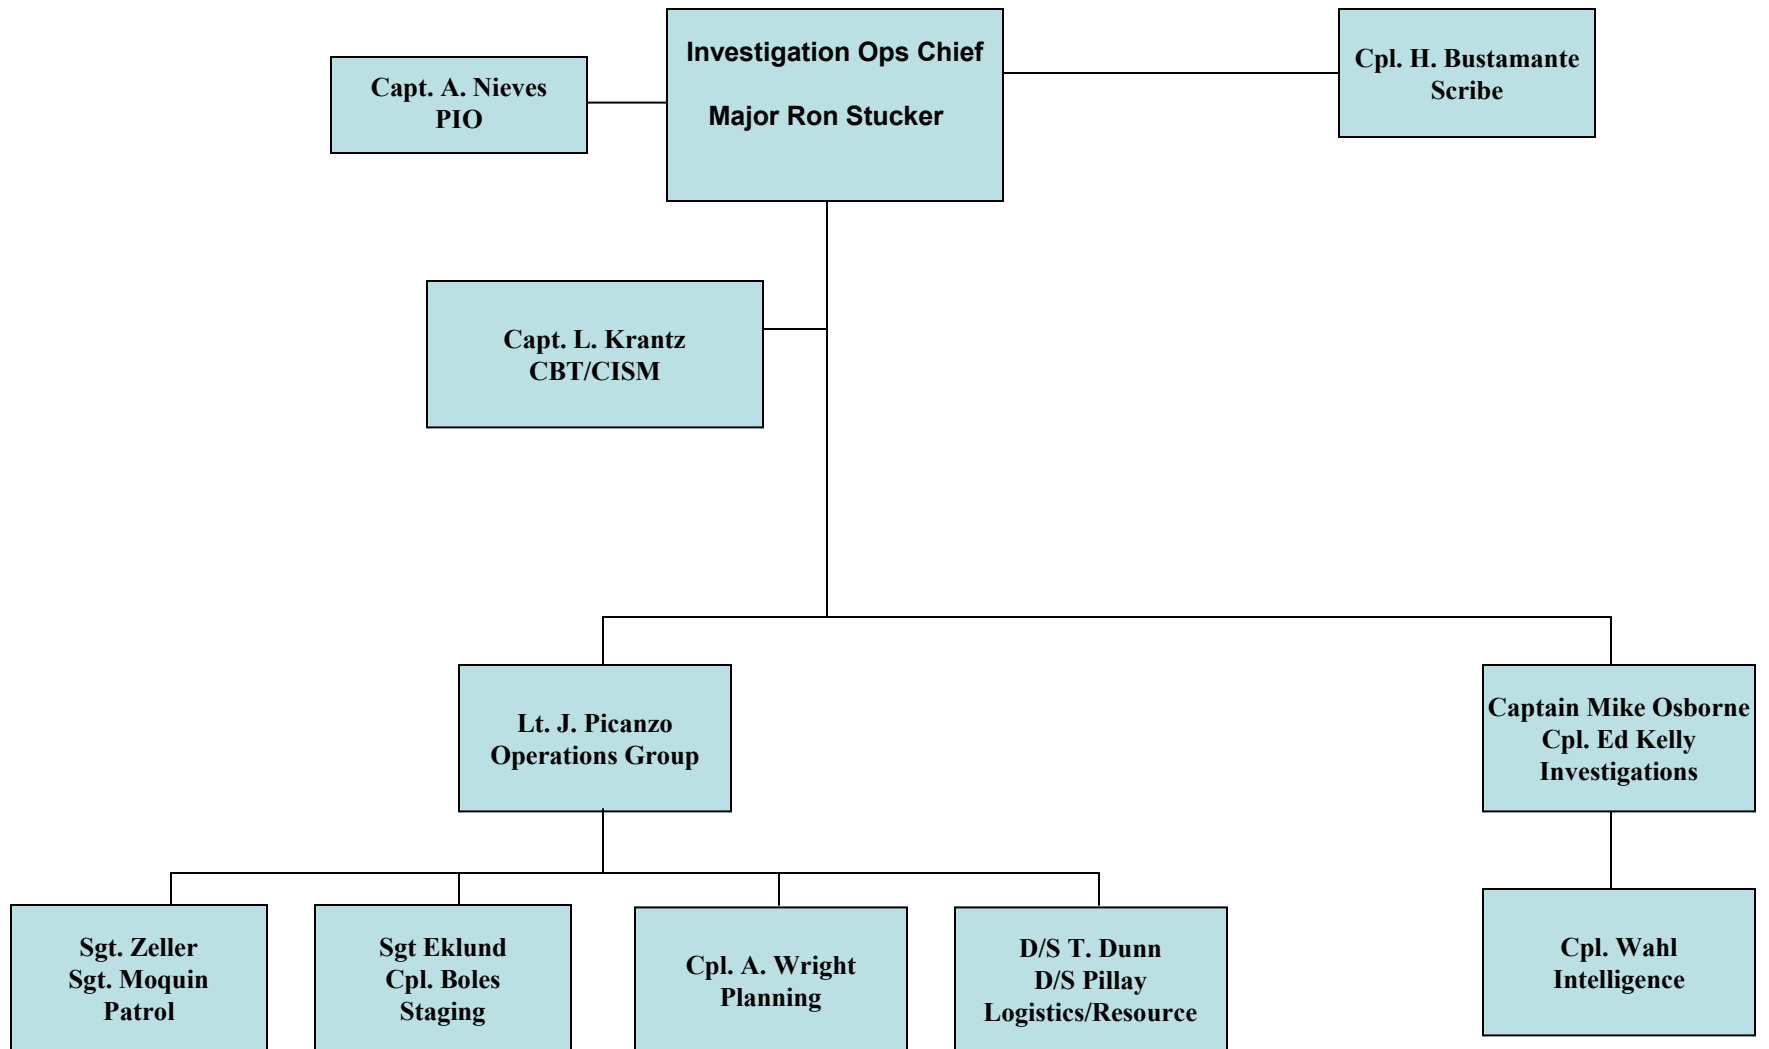 Investigation Ops Chief
Major Ron Stucker
Capt. A. Nieves
PIO
Cpl. H. Bustamante
Scribe
Capt. L. Krantz
CBT/CISM
Lt. J. Picanzo
Operations Group
Captain Mike Osborne
Cpl. Ed Kelly
Investigations
Sgt. Zeller
Sgt. Moquin
Patrol
Sgt Eklund
Cpl. Boles
Staging
Cpl. A. Wright
Planning
D/S T. Dunn
D/S Pillay
Logistics/Resource
Cpl. Wahl
Intelligence